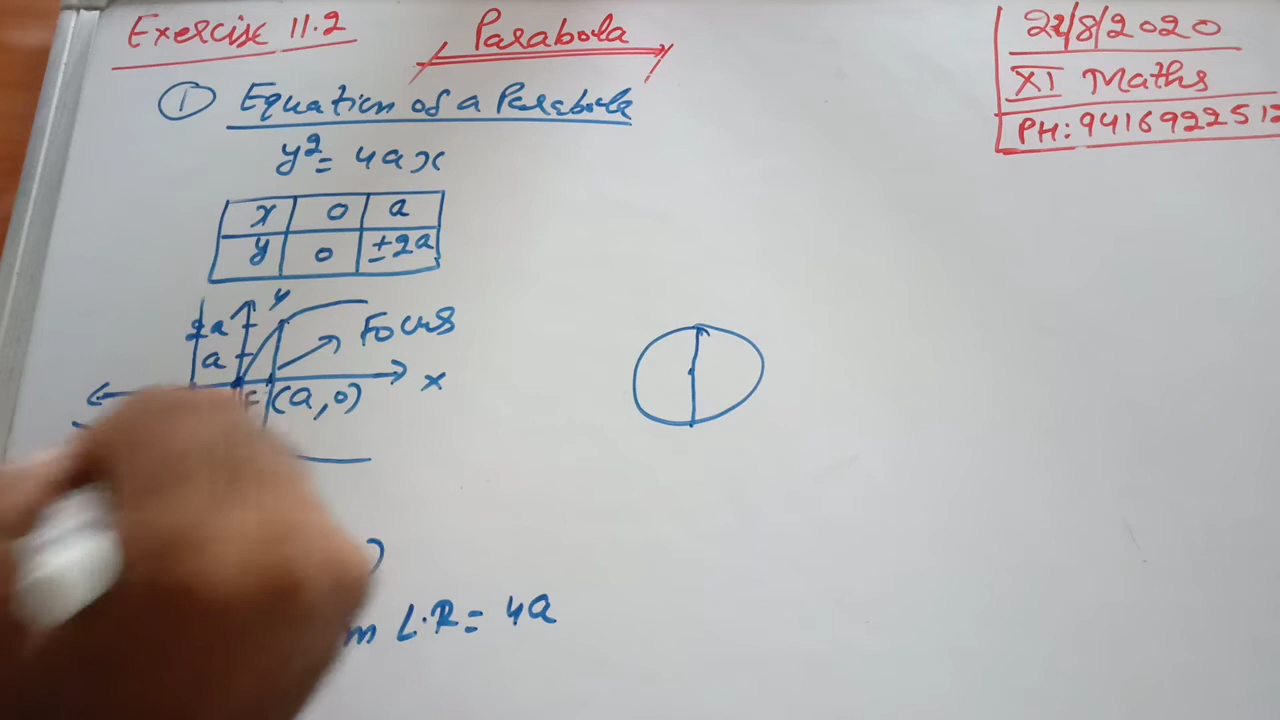 Exercise 11.2
Parabola
22/8/2020
XI Maths
PH: 9416922512
① Equation of a Parabola
y² = 4ax
x 0 a
y 0 ±2a
y
2a
Focus
a
x
(a, 0)
L.R = 4a